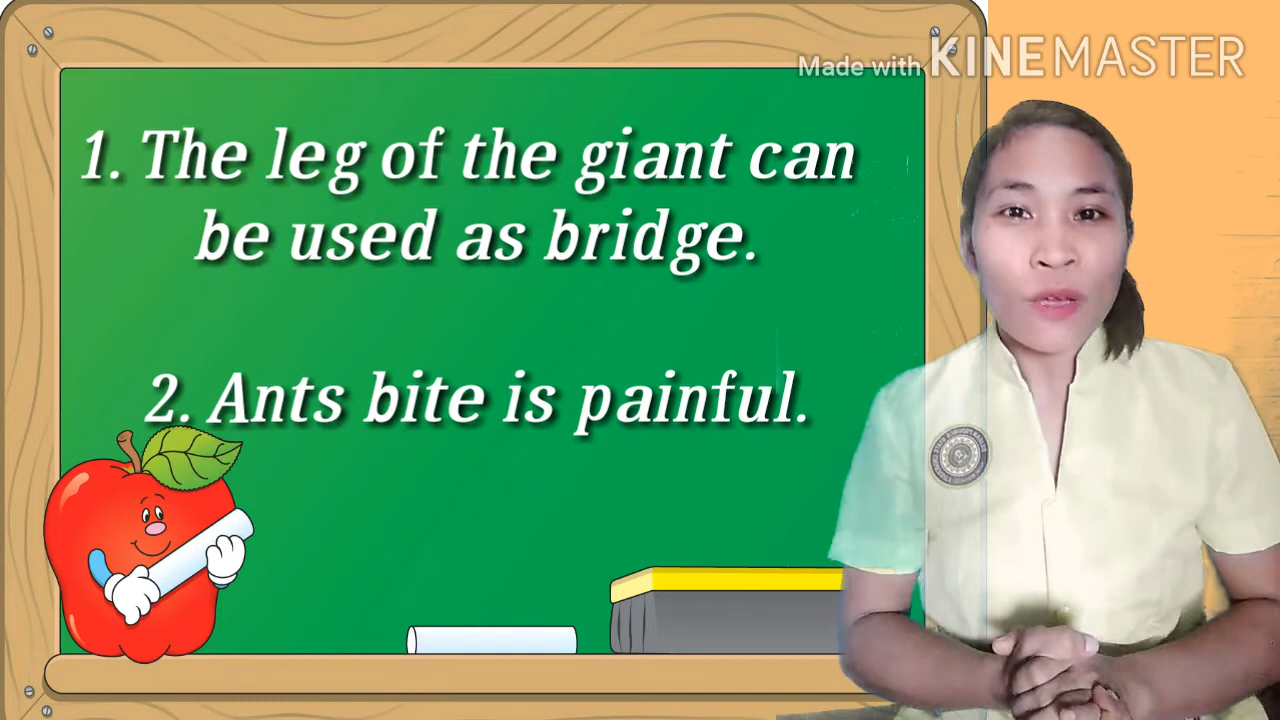 Made with KINEMASTER
1. The leg of the giant can
be used as bridge.
2. Ants bite is painful.